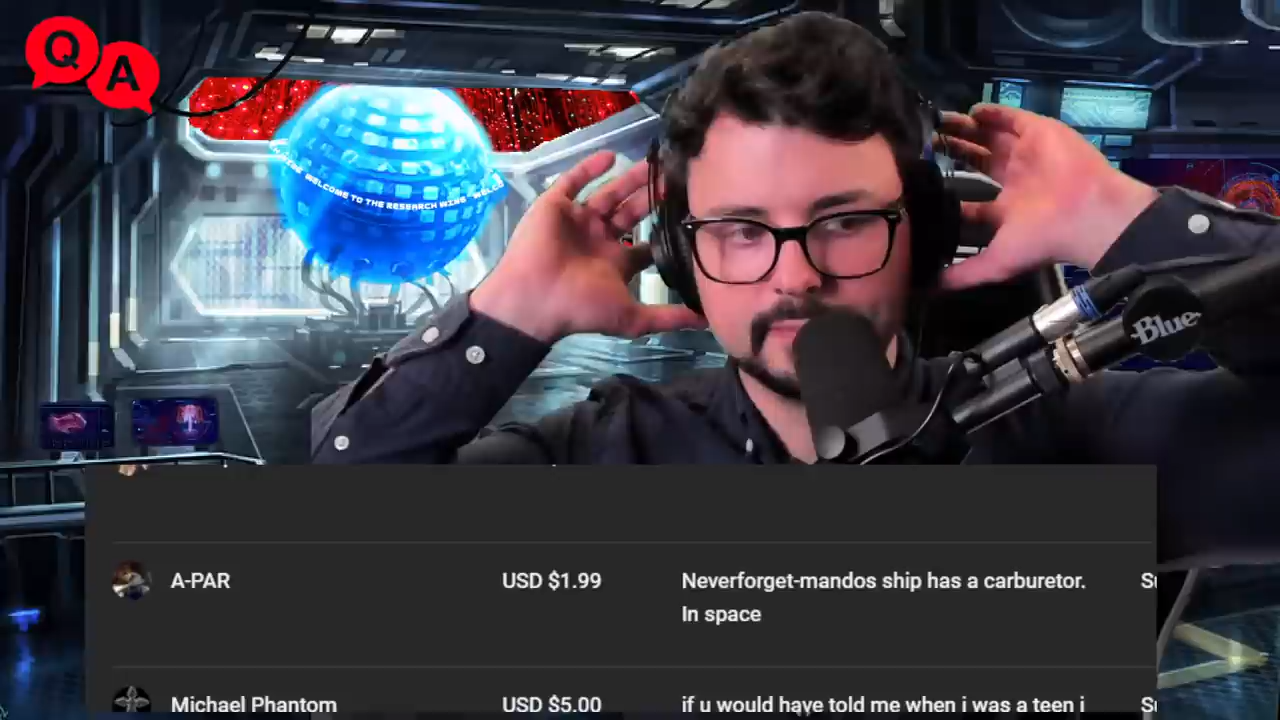 Q A
WELCOME TO THE RESEARCH WING - WELCO
Blue
A-PAR USD $1.99 Neverforget-mandos ship has a carburetor.
In space
Michael Phantom USD $5.00 if u would have told me when i was a teen i